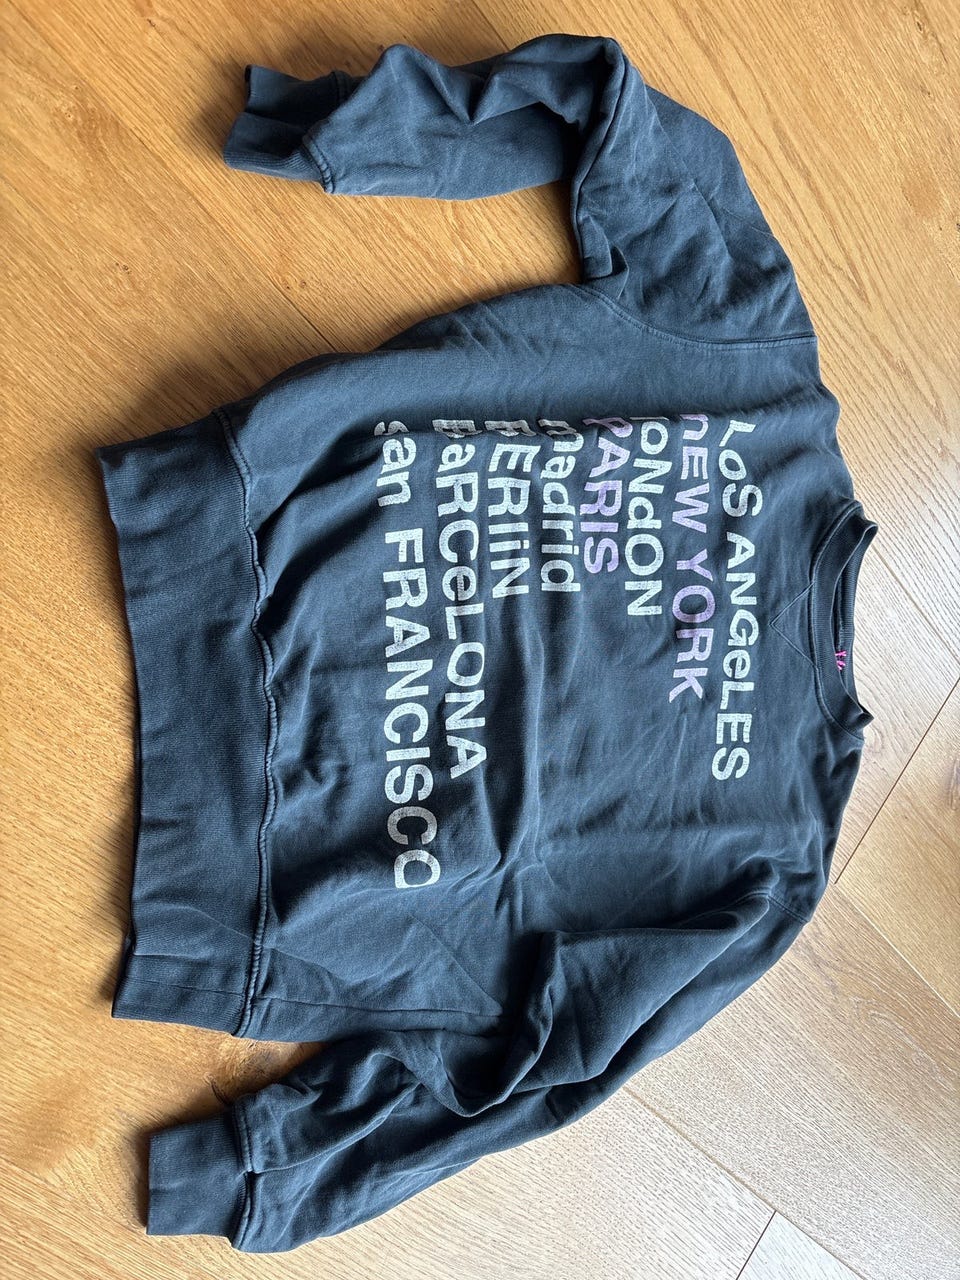 LoS ANGeLES
nEW YORK
LoNdON
PARIS
madrid
BERliN
BaRCeLONA
san FRANCISCO